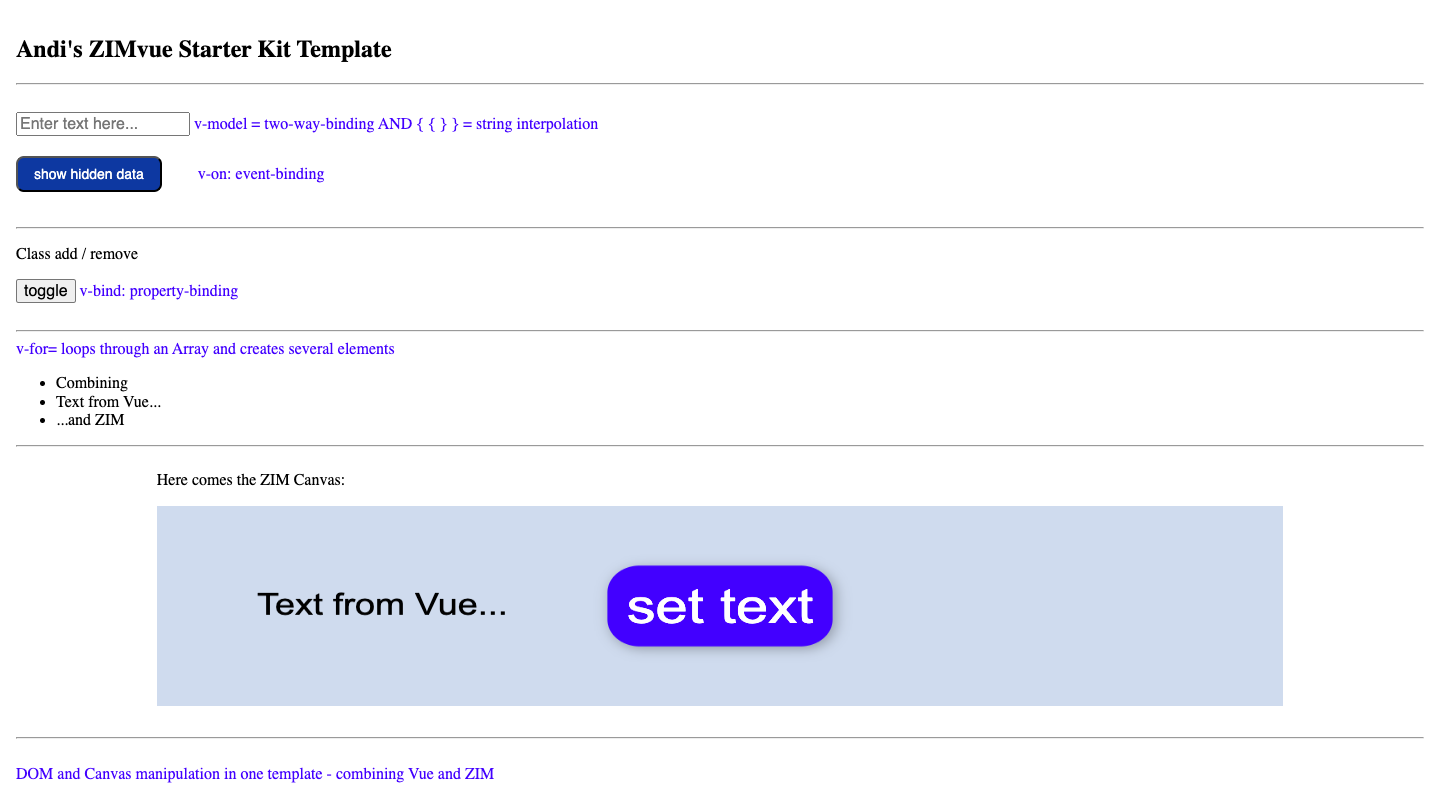 Andi's ZIMvue Starter Kit Template
Enter text here... v-model = two-way-binding AND { { } } = string interpolation
show hidden data v-on: event-binding
Class add / remove
toggle v-bind: property-binding
v-for= loops through an Array and creates several elements
• Combining
• Text from Vue...
• ...and ZIM
Here comes the ZIM Canvas:
Text from Vue... set text
DOM and Canvas manipulation in one template - combining Vue and ZIM